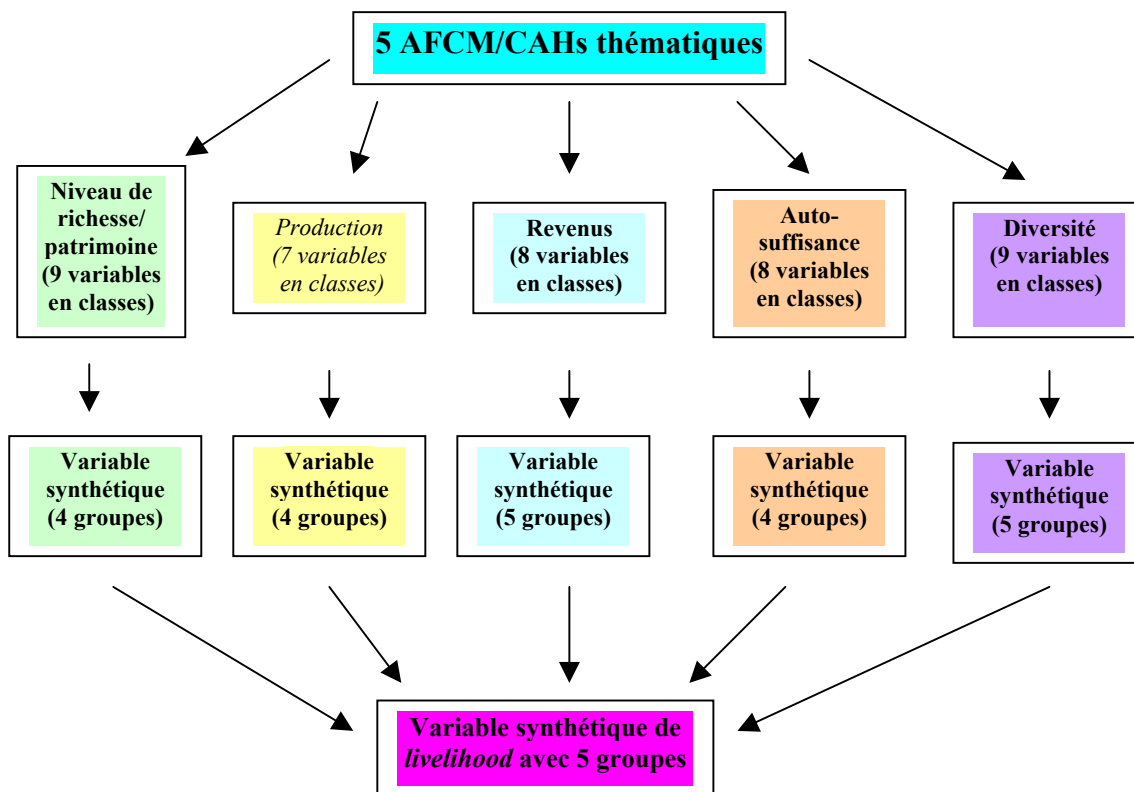 5 AFCM/CAHs thématiques
Niveau de
richesse/
patrimoine
(9 variables
en classes)
Production
(7 variables
en classes)
Revenus
(8 variables
en classes)
Auto-
suffisance
(8 variables
en classes)
Diversité
(9 variables
en classes)
Variable
synthétique
(4 groupes)
Variable
synthétique
(4 groupes)
Variable
synthétique
(5 groupes)
Variable
synthétique
(4 groupes)
Variable
synthétique
(5 groupes)
Variable synthétique de
livelihood avec 5 groupes